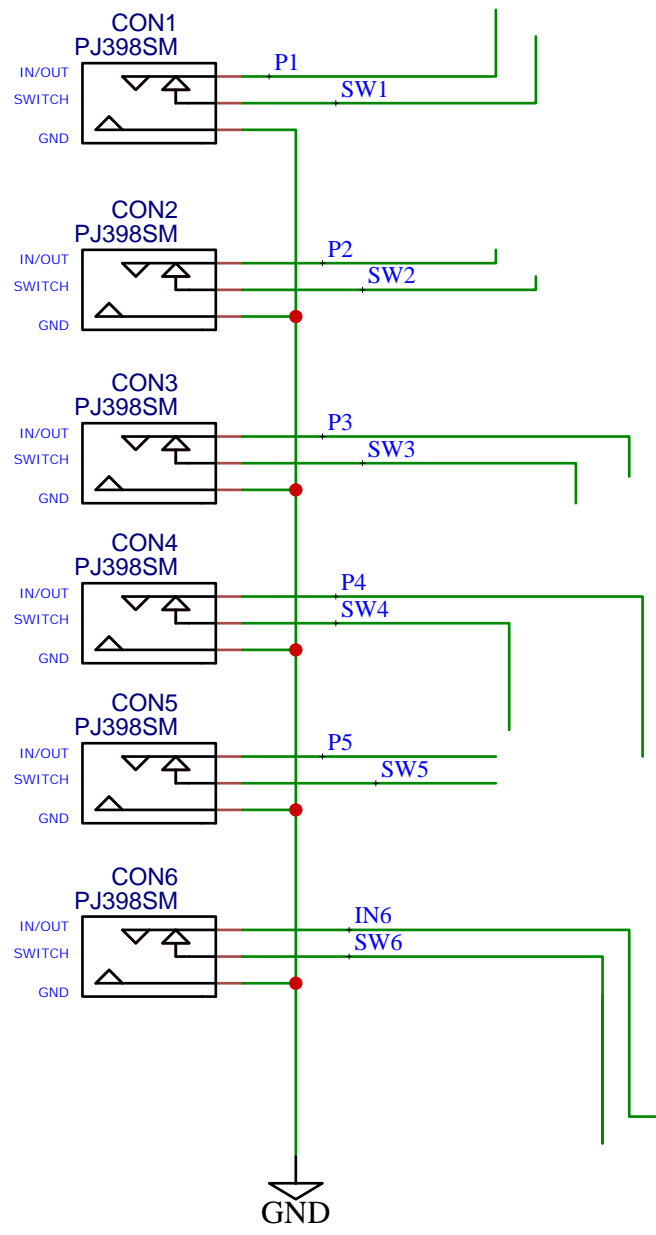 CON1
PJ398SM
IN/OUT
P1
SWITCH
SW1
GND
CON2
PJ398SM
IN/OUT
P2
SWITCH
SW2
GND
CON3
PJ398SM
IN/OUT
P3
SWITCH
SW3
GND
CON4
PJ398SM
IN/OUT
P4
SWITCH
SW4
GND
CON5
PJ398SM
IN/OUT
P5
SWITCH
SW5
GND
CON6
PJ398SM
IN/OUT
IN6
SWITCH
SW6
GND
GND